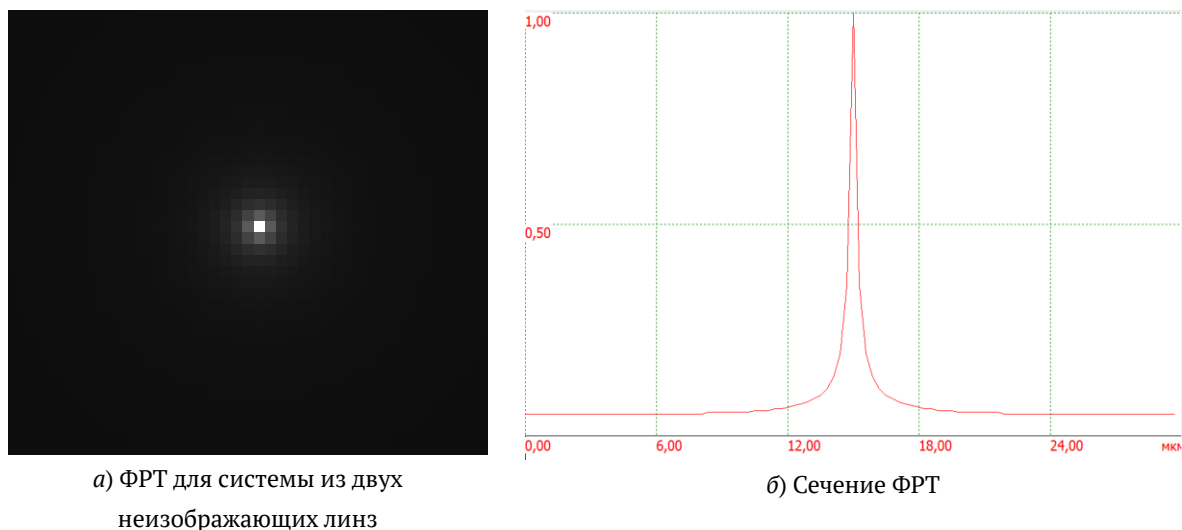 1,00
0,50
0,00 6,00 12,00 18,00 24,00 мкм
а) ФРТ для системы из двух
неизображающих линз
б) Сечение ФРТ